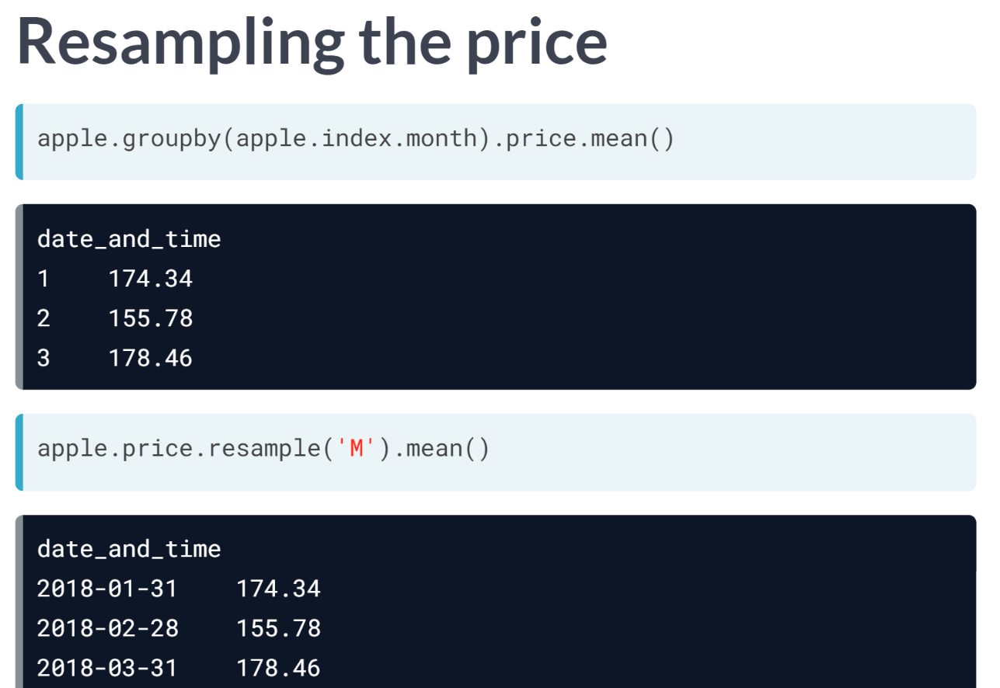 Resampling the price
apple.groupby(apple.index.month).price.mean()
date_and_time
1    174.34
2    155.78
3    178.46
apple.price.resample('M').mean()
date_and_time
2018-01-31    174.34
2018-02-28    155.78
2018-03-31    178.46